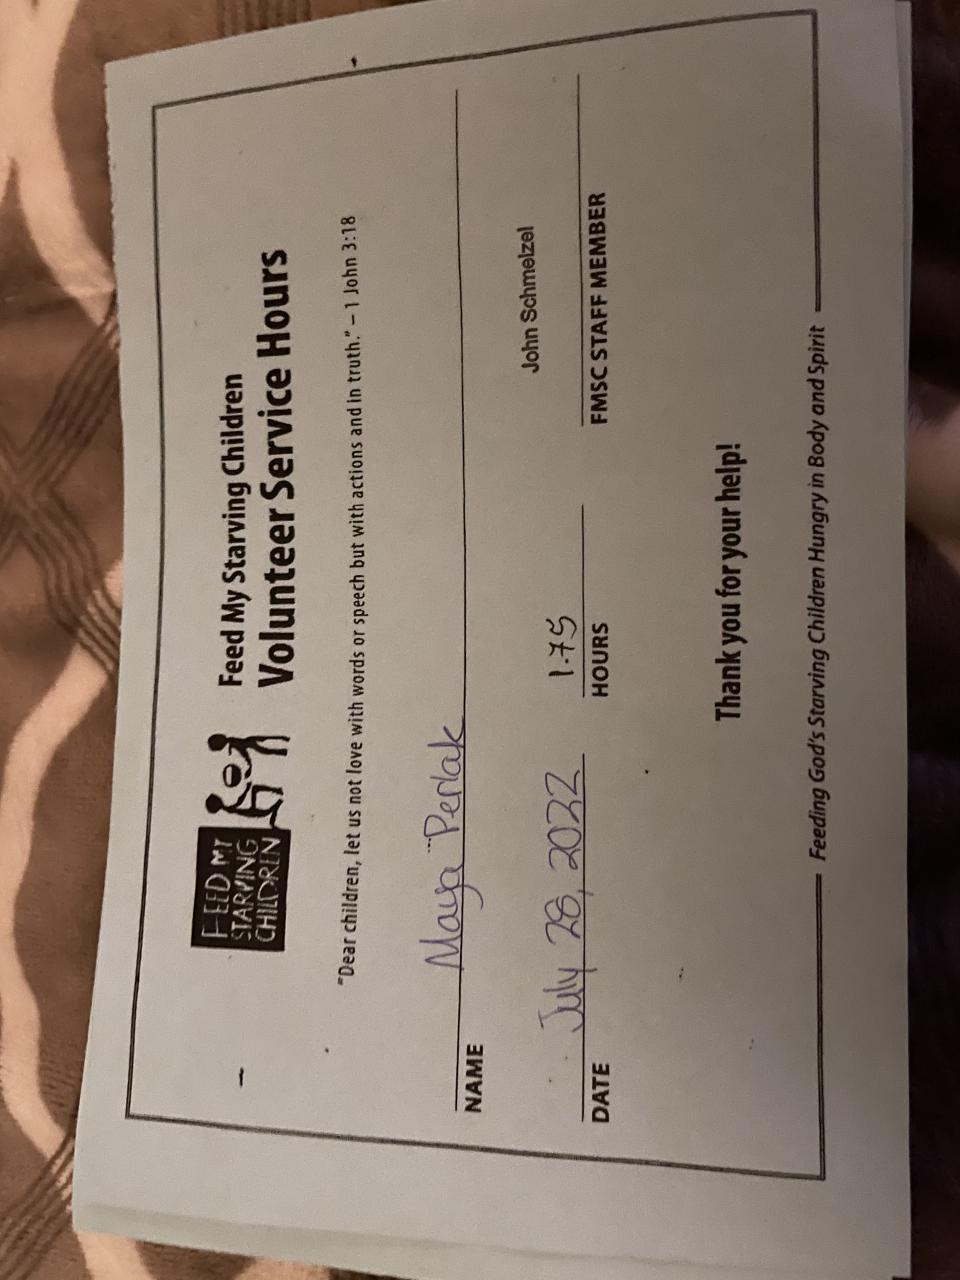 FEED MY
STARVING
CHILDREN
Feed My Starving Children
Volunteer Service Hours
"Dear children, let us not love with words or speech but with actions and in truth." – 1 John 3:18
Maya Perlak
NAME
July 28, 2022 1.75 John Schmelzel
DATE HOURS FMSC STAFF MEMBER
Thank you for your help!
Feeding God's Starving Children Hungry in Body and Spirit